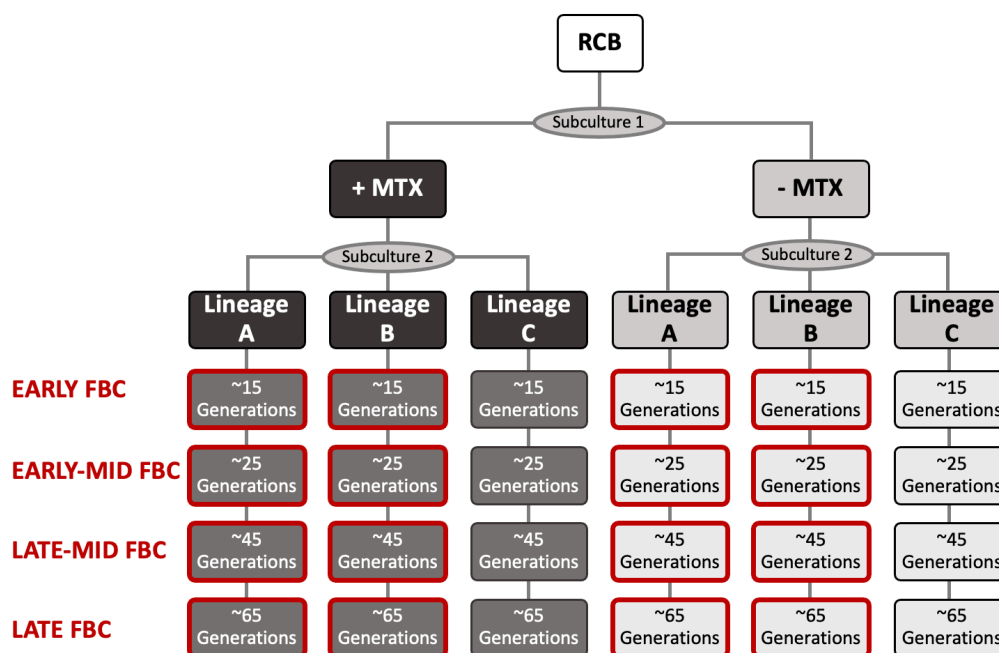 RCB
Subculture 1
+ MTX
- MTX
Subculture 2
Subculture 2
Lineage
A
Lineage
B
Lineage
C
Lineage
A
Lineage
B
Lineage
C
EARLY FBC
~15
Generations
~15
Generations
~15
Generations
~15
Generations
~15
Generations
~15
Generations
EARLY-MID FBC
~25
Generations
~25
Generations
~25
Generations
~25
Generations
~25
Generations
~25
Generations
LATE-MID FBC
~45
Generations
~45
Generations
~45
Generations
~45
Generations
~45
Generations
~45
Generations
LATE FBC
~65
Generations
~65
Generations
~65
Generations
~65
Generations
~65
Generations
~65
Generations